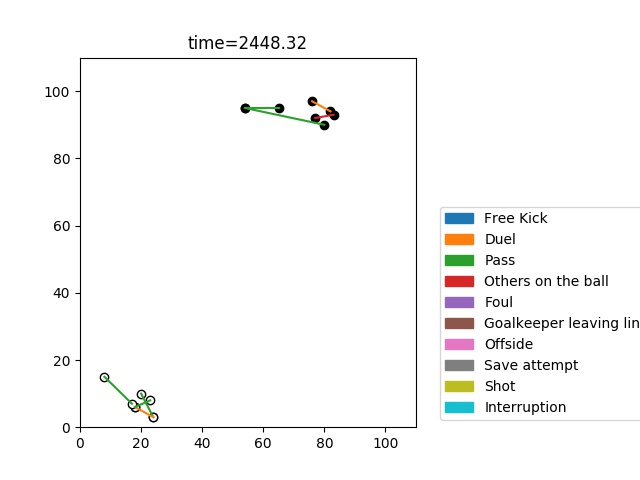 time=2448.32
100
80
60
40
20
0
0 20 40 60 80 100
Free Kick
Duel
Pass
Others on the ball
Foul
Goalkeeper leaving lin
Offside
Save attempt
Shot
Interruption